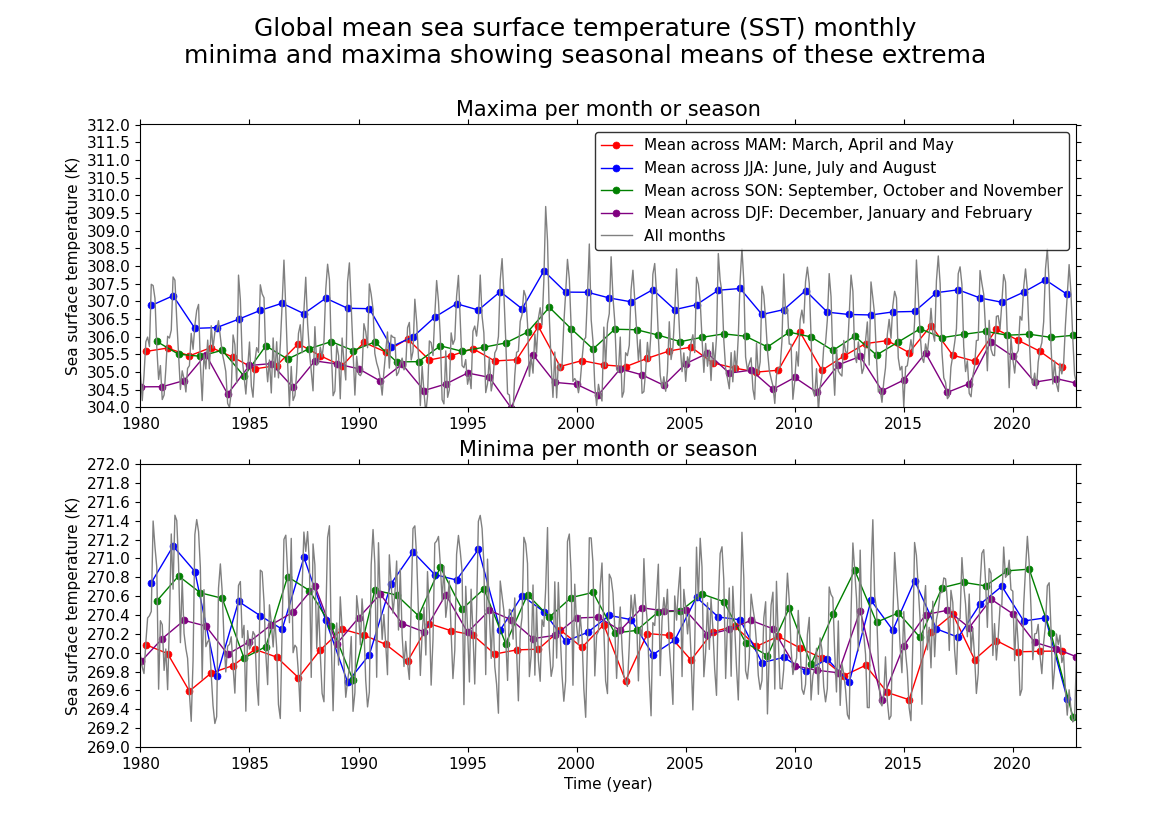 Global mean sea surface temperature (SST) monthly
minima and maxima showing seasonal means of these extrema
Maxima per month or season
312.0
311.5
311.0
310.5
310.0
309.5
309.0
308.5
308.0
307.5
307.0
306.5
306.0
305.5
305.0
304.5
304.0
Sea surface temperature (K)
Mean across MAM: March, April and May
Mean across JJA: June, July and August
Mean across SON: September, October and November
Mean across DJF: December, January and February
All months
1980 1985 1990 1995 2000 2005 2010 2015 2020
Minima per month or season
272.0
271.8
271.6
271.4
271.2
271.0
270.8
270.6
270.4
270.2
270.0
269.8
269.6
269.4
269.2
269.0
Sea surface temperature (K)
1980 1985 1990 1995 2000 2005 2010 2015 2020
Time (year)